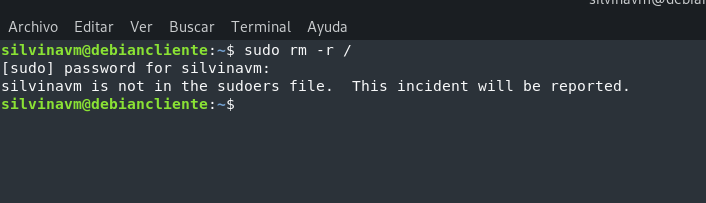 silvinavm@debian
Archivo Editar Ver Buscar Terminal Ayuda
silvinavm@debiancliente:~$ sudo rm -r /
[sudo] password for silvinavm:
silvinavm is not in the sudoers file.  This incident will be reported.
silvinavm@debiancliente:~$